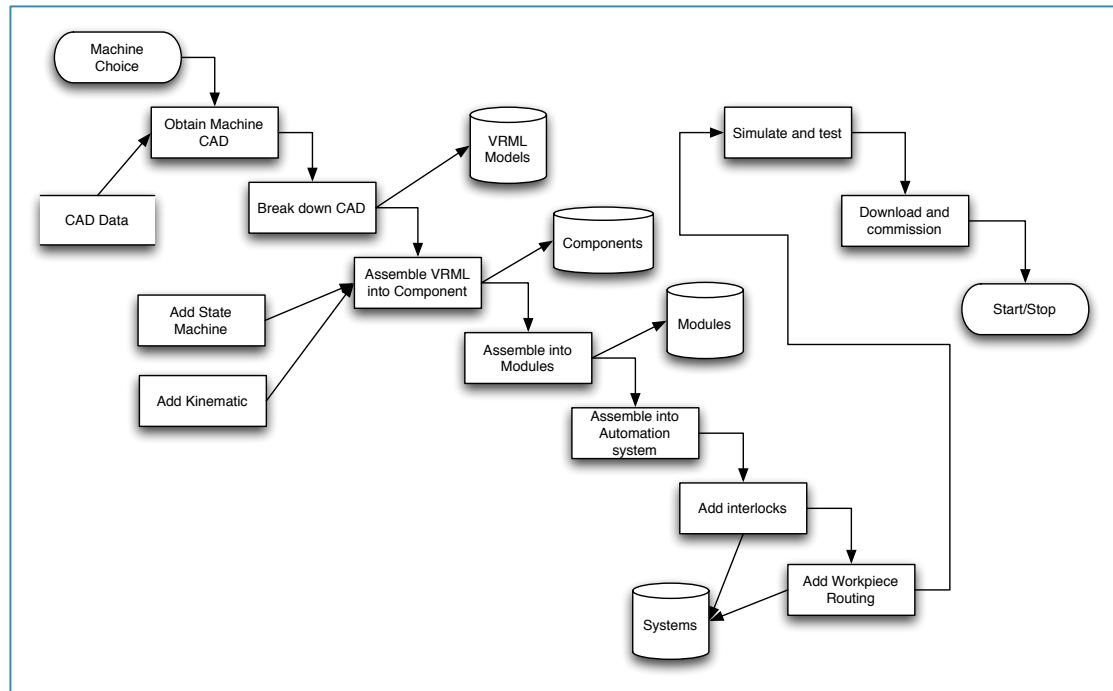 Machine
Choice
Obtain Machine
CAD
CAD Data
Break down CAD
VRML
Models
Assemble VRML
into Component
Components
Add State
Machine
Add Kinematic
Assemble into
Modules
Modules
Assemble into
Automation
system
Add interlocks
Add Workpiece
Routing
Systems
Simulate and test
Download and
commission
Start/Stop